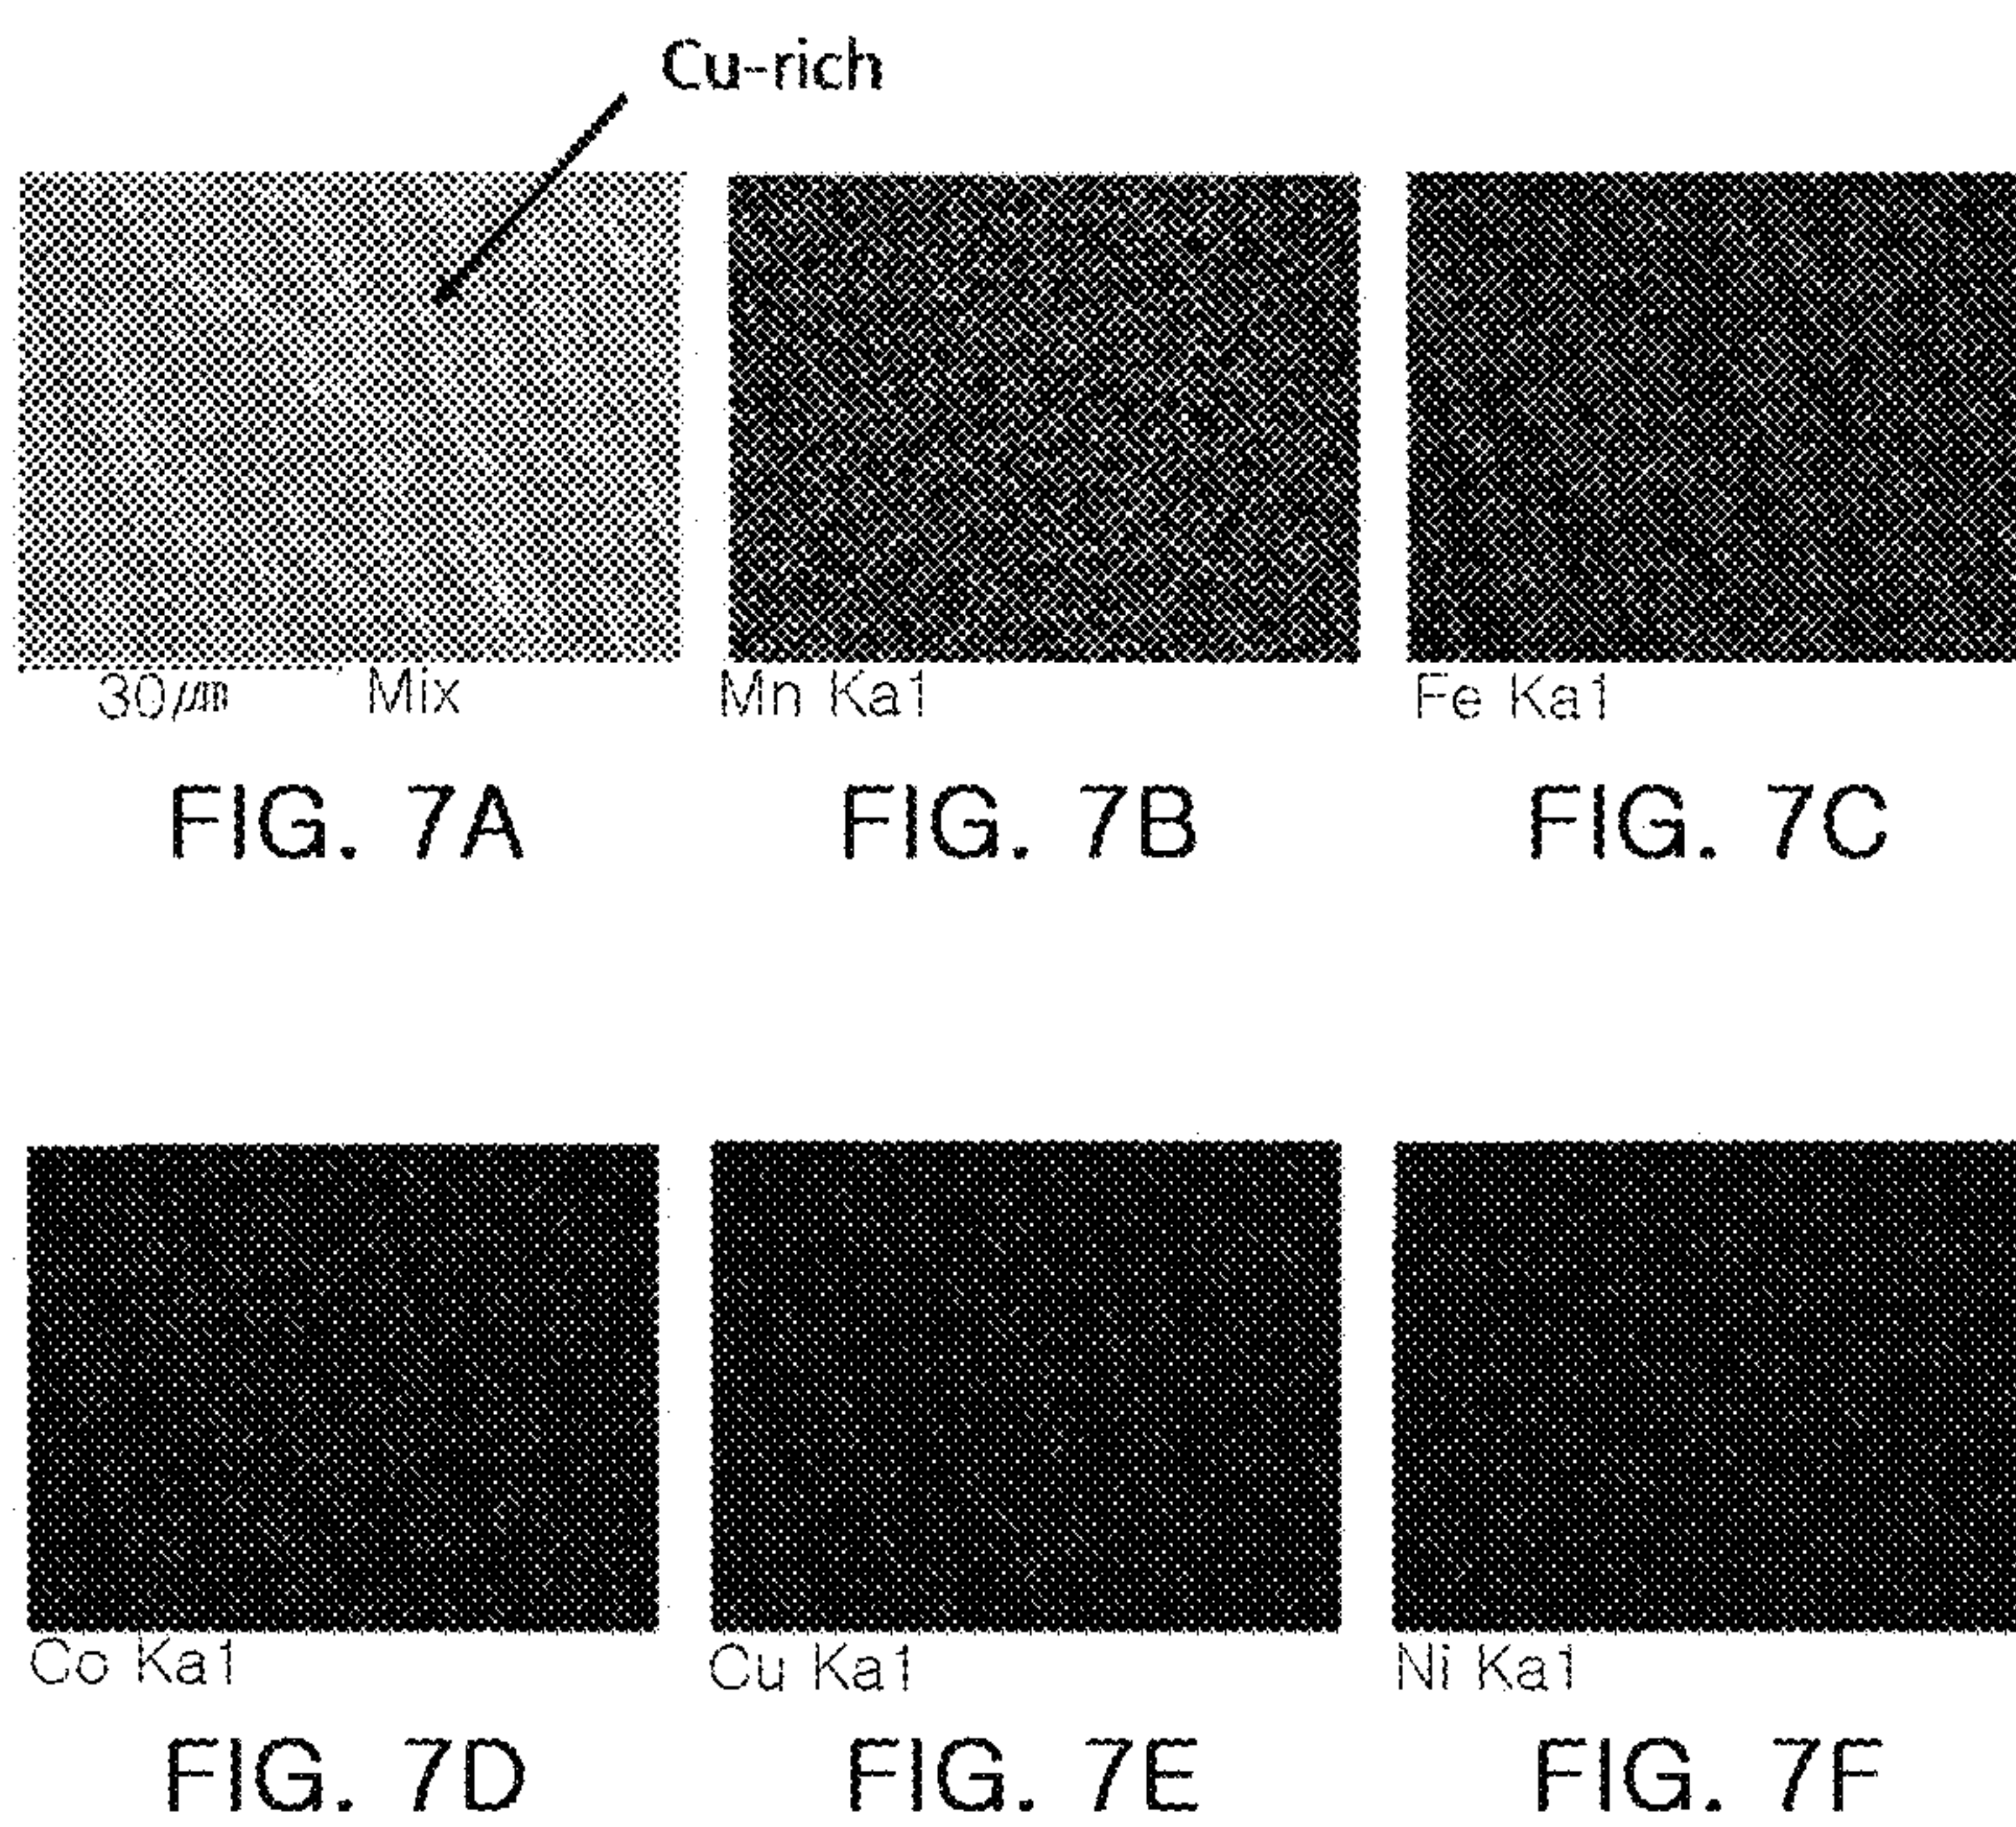 Cu-rich
30㎛ Mix
Mn Ka1
Fe Ka1
FIG. 7A
FIG. 7B
FIG. 7C
Co Ka1
Cu Ka1
Ni Ka1
FIG. 7D
FIG. 7E
FIG. 7F